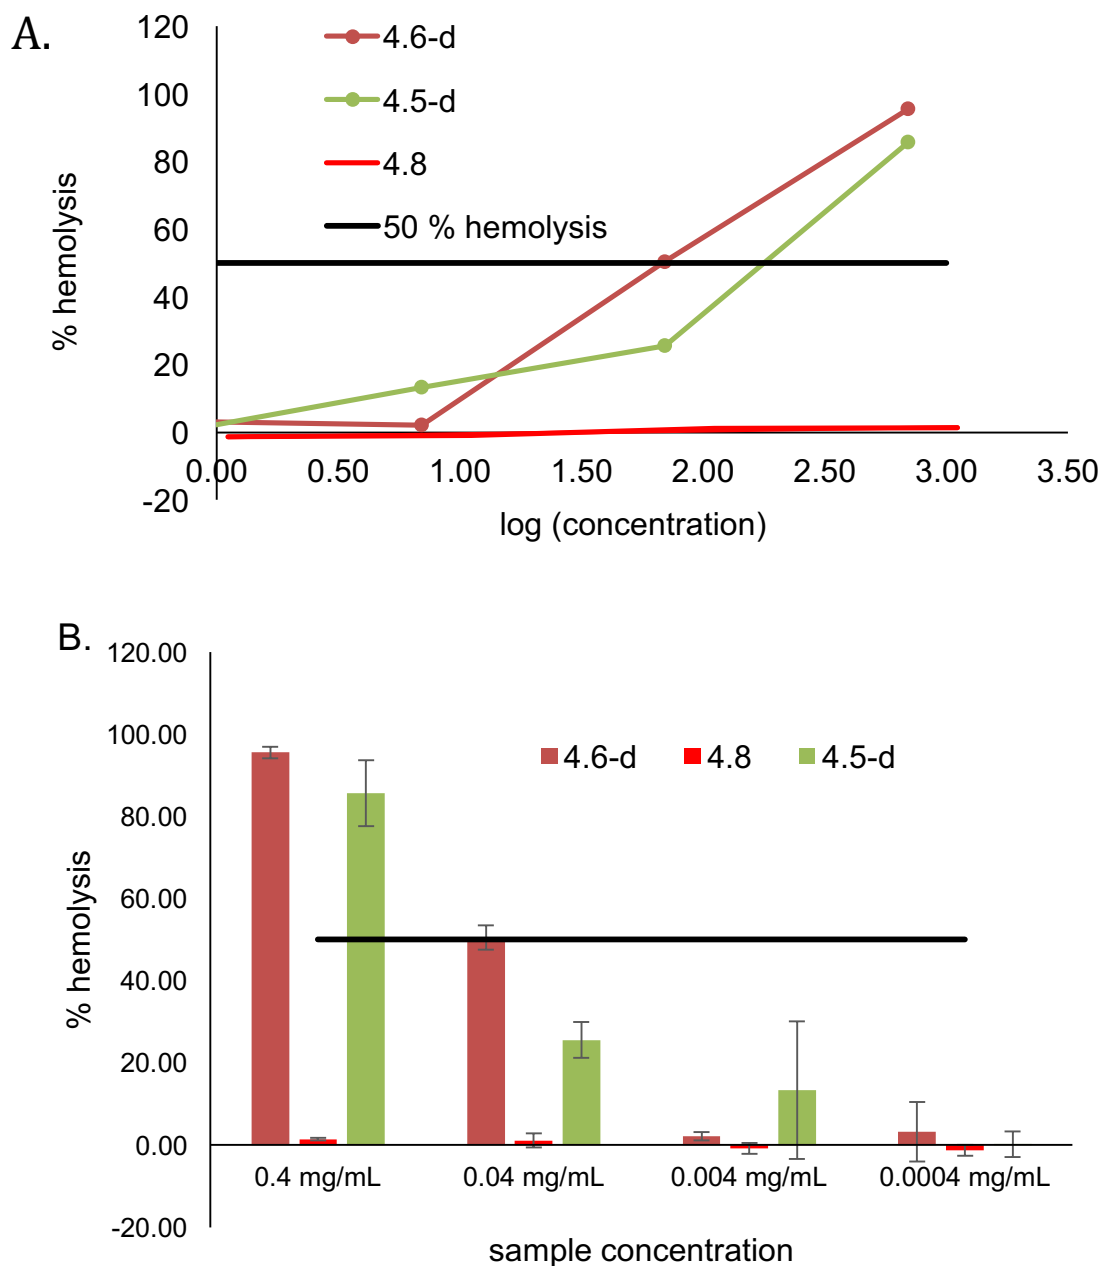 A.
120
100
80
60
40
20
0
-20
% hemolysis
4.6-d
4.5-d
4.8
50 % hemolysis
0.00 0.50 1.00 1.50 2.00 2.50 3.00 3.50
log (concentration)
B.
120.00
100.00
80.00
60.00
40.00
20.00
0.00
-20.00
% hemolysis
4.6-d 4.8 4.5-d
0.4 mg/mL 0.04 mg/mL 0.004 mg/mL 0.0004 mg/mL
sample concentration